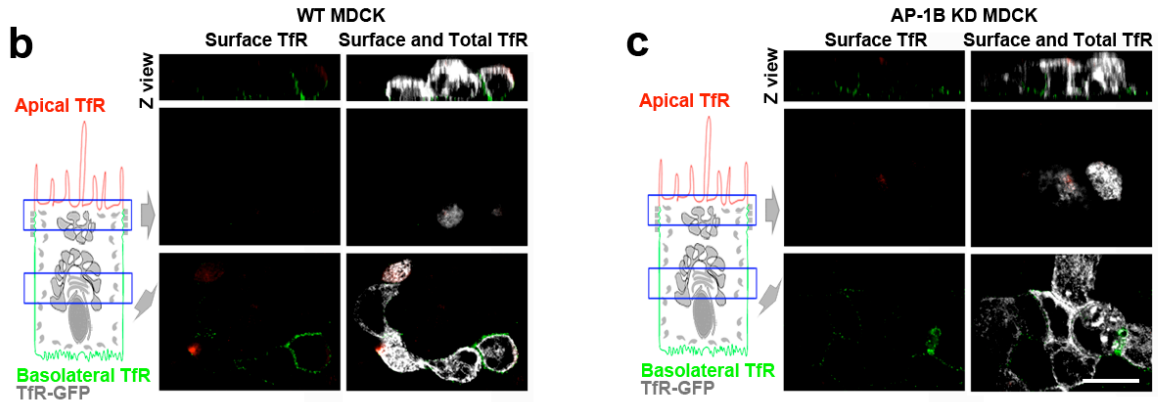 b
WT MDCK
Surface TfR
Surface and Total TfR
Z view
Apical TfR
Basolateral TfR
TfR-GFP
c
AP-1B KD MDCK
Surface TfR
Surface and Total TfR
Z view
Apical TfR
Basolateral TfR
TfR-GFP